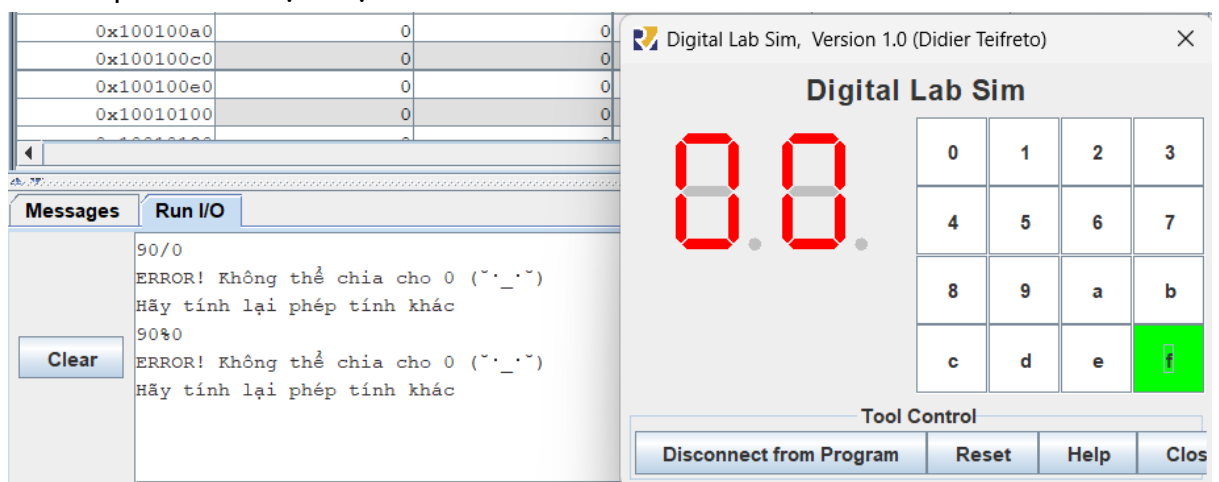 0x100100a0 0 0
0x100100c0 0 0
0x100100e0 0 0
0x10010100 0 0
Messages Run I/O
90/0
ERROR! Không thể chia cho 0 (˘·_·˘)
Hãy tính lại phép tính khác
90%0
ERROR! Không thể chia cho 0 (˘·_·˘)
Hãy tính lại phép tính khác
Clear
Digital Lab Sim, Version 1.0 (Didier Teifreto)
Digital Lab Sim
0.0.
0 1 2 3
4 5 6 7
8 9 a b
c d e f
Tool Control
Disconnect from Program Reset Help Clos